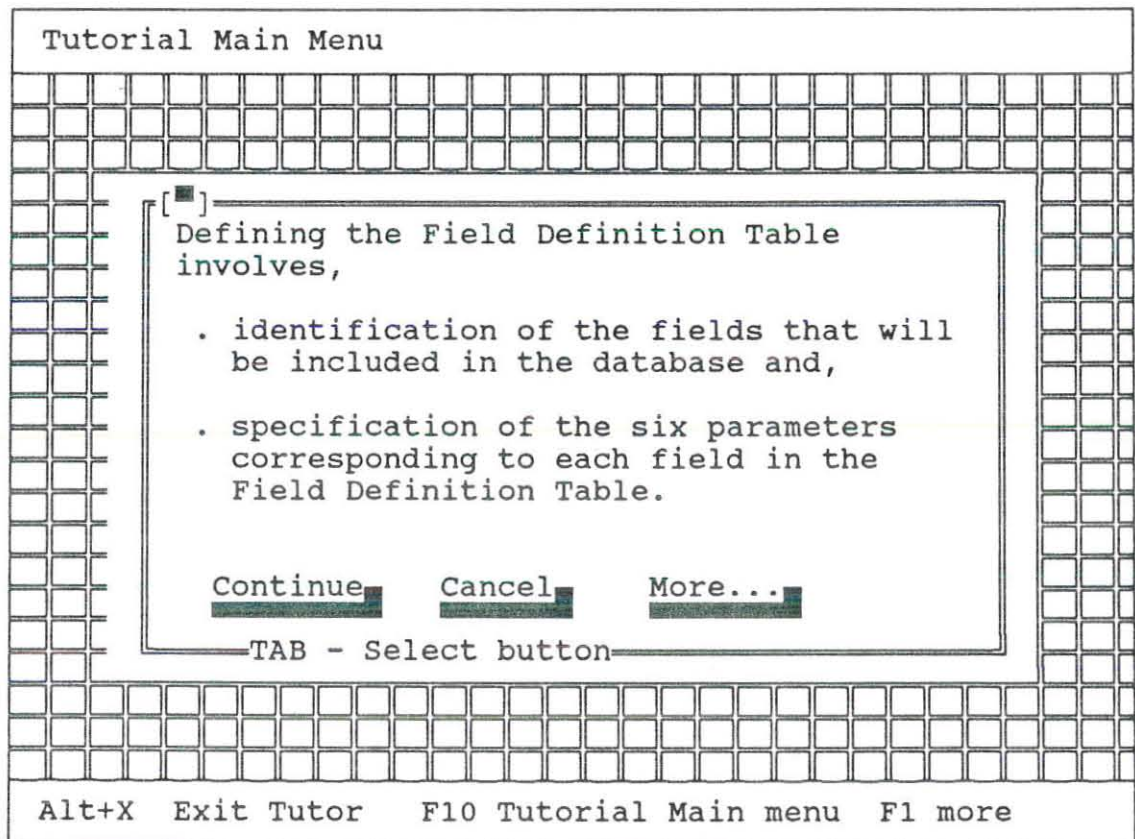 Tutorial Main Menu
[■]
Defining the Field Definition Table
involves,
. identification of the fields that will
be included in the database and,
. specification of the six parameters
corresponding to each field in the
Field Definition Table.
Continue Cancel More...
TAB - Select button
Alt+X Exit Tutor F10 Tutorial Main menu F1 more